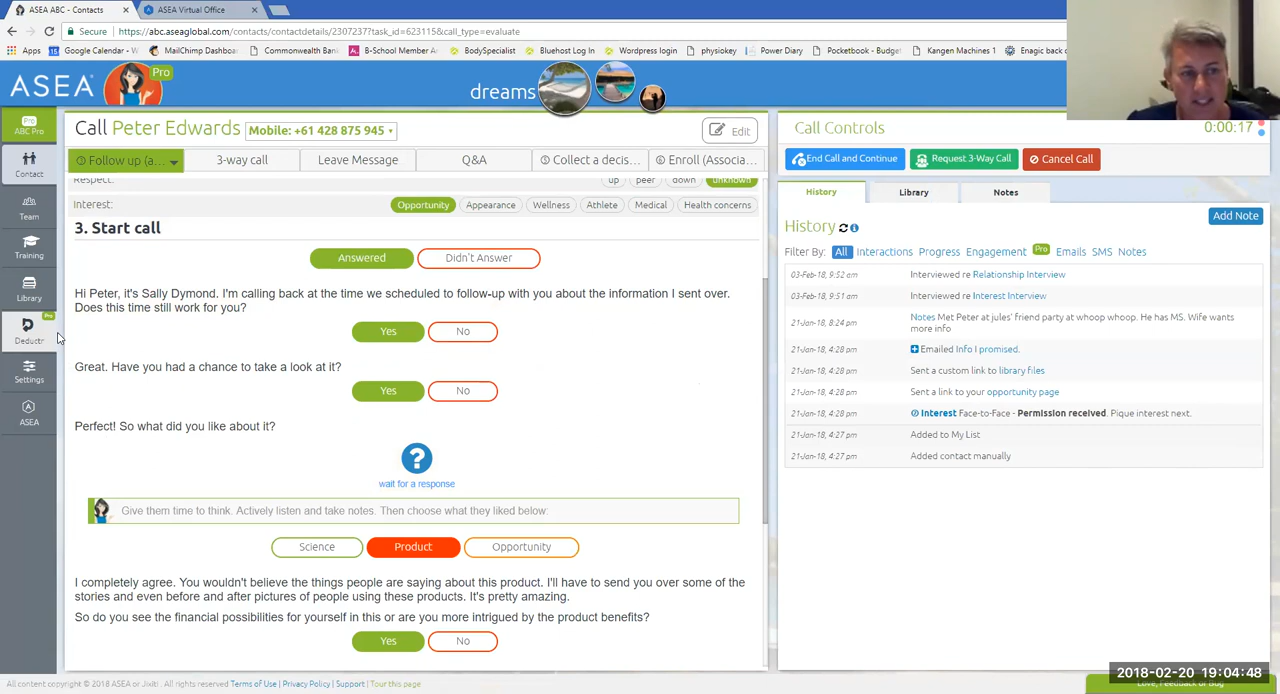 ASEA ABC - Contacts
ASEA Virtual Office
Secure https://abc.aseaglobal.com/contacts/contactdetails/2307237?task_id=623115&call_type=evaluate
Apps Google Calendar - W MailChimp Dashboa Commonwealth Bank B-School Member A BodySpecialist Bluehost Log In Wordpress login physiokey Power Diary Pocketbook - Budget Kangen Machines 1 Enagic back
ASEA Pro dreams
Pro
ABC Pro
Contact
Team
Training
Library
Pro
Deductr
Settings
ASEA
Call Peter Edwards Mobile: +61 428 875 945 Edit
Follow up (a... 3-way call Leave Message Q&A Collect a decis... Enroll (Associa...
Respect: up peer down unknown
Interest: Opportunity Appearance Wellness Athlete Medical Health concerns
3. Start call
Answered Didn't Answer
Hi Peter, it's Sally Dymond. I'm calling back at the time we scheduled to follow-up with you about the information I sent over.
Does this time still work for you?
Yes No
Great. Have you had a chance to take a look at it?
Yes No
Perfect! So what did you like about it?
?
wait for a response
Give them time to think. Actively listen and take notes. Then choose what they liked below:
Science Product Opportunity
I completely agree. You wouldn't believe the things people are saying about this product. I'll have to send you over some of the
stories and even before and after pictures of people using these products. It's pretty amazing.
So do you see the financial possibilities for yourself in this or are you more intrigued by the product benefits?
Yes No
Call Controls 0:00:17
End Call and Continue Request 3-Way Call Cancel Call
History Library Notes
Add Note
History
Filter By: All Interactions Progress Engagement Pro Emails SMS Notes
03-Feb-18, 9:52 am Interviewed re Relationship Interview
03-Feb-18, 9:51 am Interviewed re Interest Interview
21-Jan-18, 8:24 pm Notes Met Peter at jules' friend party at whoop whoop. He has MS. Wife wants
more info
21-Jan-18, 4:28 pm Emailed Info I promised.
21-Jan-18, 4:28 pm Sent a custom link to library files
21-Jan-18, 4:28 pm Sent a link to your opportunity page
21-Jan-18, 4:28 pm Interest Face-to-Face - Permission received. Pique interest next.
21-Jan-18, 4:27 pm Added to My List
21-Jan-18, 4:27 pm Added contact manually
All content copyright © 2018 ASEA or Jixiti. All rights reserved Terms of Use | Privacy Policy | Support | Tour this page
2018-02-20 19:04:48
Love, Feedback or Bug